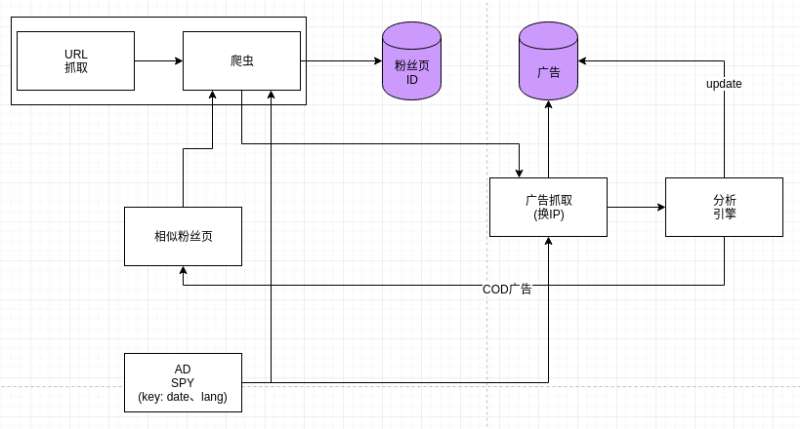 URL
抓取
爬虫
粉丝页
ID
广告
update
广告抓取
(换IP)
分析
引擎
相似粉丝页
COD广告
AD
SPY
(key: date、lang)